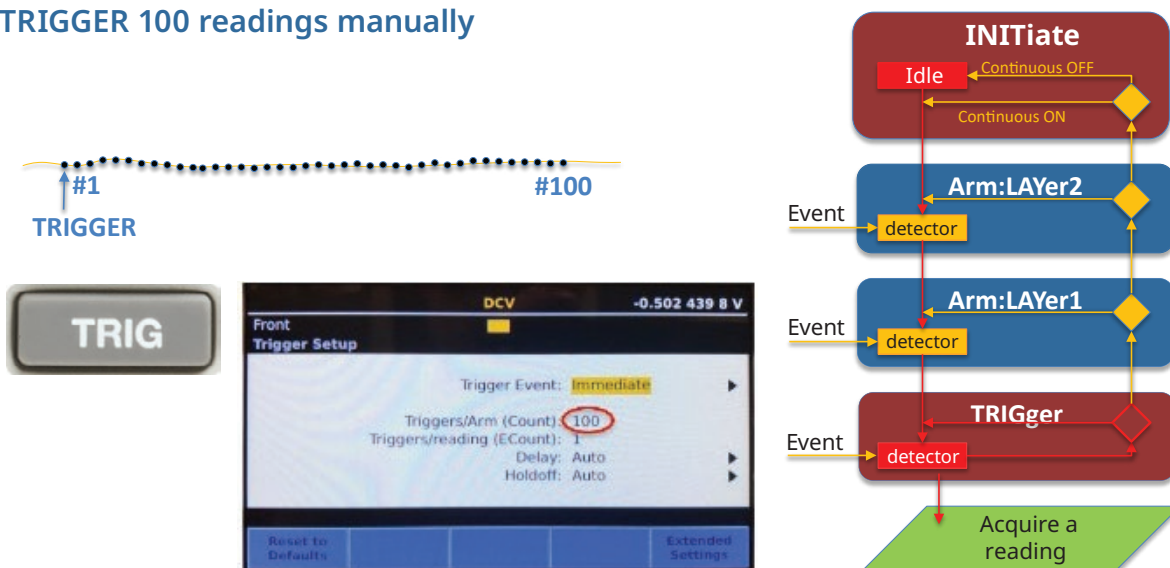 TRIGGER 100 readings manually
#1
#100
TRIGGER
TRIG
DCV
-0.502 439 8 V
Front
Trigger Setup
Trigger Event: Immediate
Triggers/Arm (Count): 100
Triggers/reading (ECount): 1
Delay: Auto
Holdoff: Auto
Reset to
Defaults
Extended
Settings
INITiate
Idle
Continuous OFF
Continuous ON
Arm:LAYer2
Event
detector
Arm:LAYer1
Event
detector
TRIGger
Event
detector
Acquire a
reading